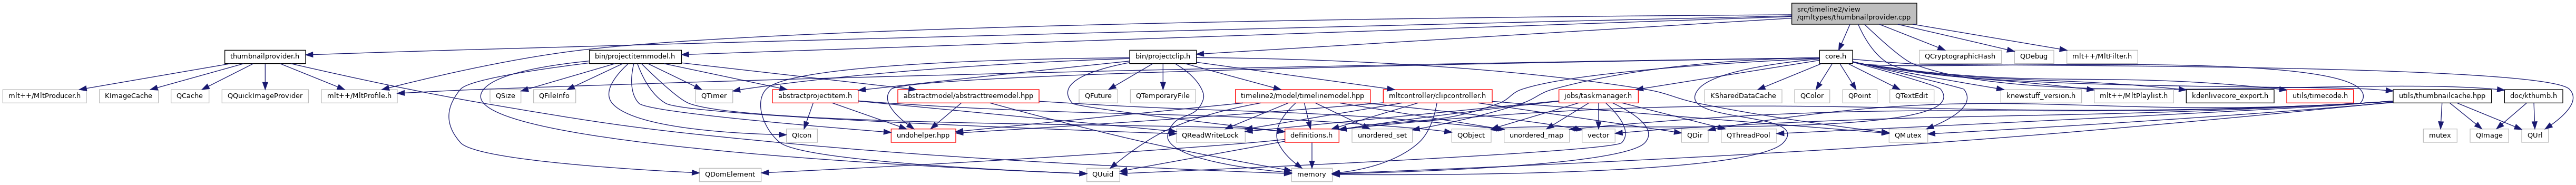 src/timeline2/view
/qmltypes/thumbnailprovider.cpp
thumbnailprovider.h
bin/projectitemmodel.h
bin/projectclip.h
core.h
QCryptographicHash
QDebug
mlt++/MltFilter.h
mlt++/MltProducer.h
KImageCache
QCache
QQuickImageProvider
mlt++/MltProfile.h
QSize
QFileInfo
QTimer
abstractprojectitem.h
abstractmodel/abstracttreemodel.hpp
QFuture
QTemporaryFile
timeline2/model/timelinemodel.hpp
mltcontroller/clipcontroller.h
jobs/taskmanager.h
KSharedDataCache
QColor
QPoint
QTextEdit
knewstuff_version.h
mlt++/MltPlaylist.h
kdenlivecore_export.h
utils/timecode.h
utils/thumbnailcache.hpp
doc/kthumb.h
QIcon
undohelper.hpp
QReadWriteLock
definitions.h
unordered_set
QObject
unordered_map
vector
QDir
QThreadPool
QMutex
mutex
QImage
QUrl
QDomElement
QUuid
memory